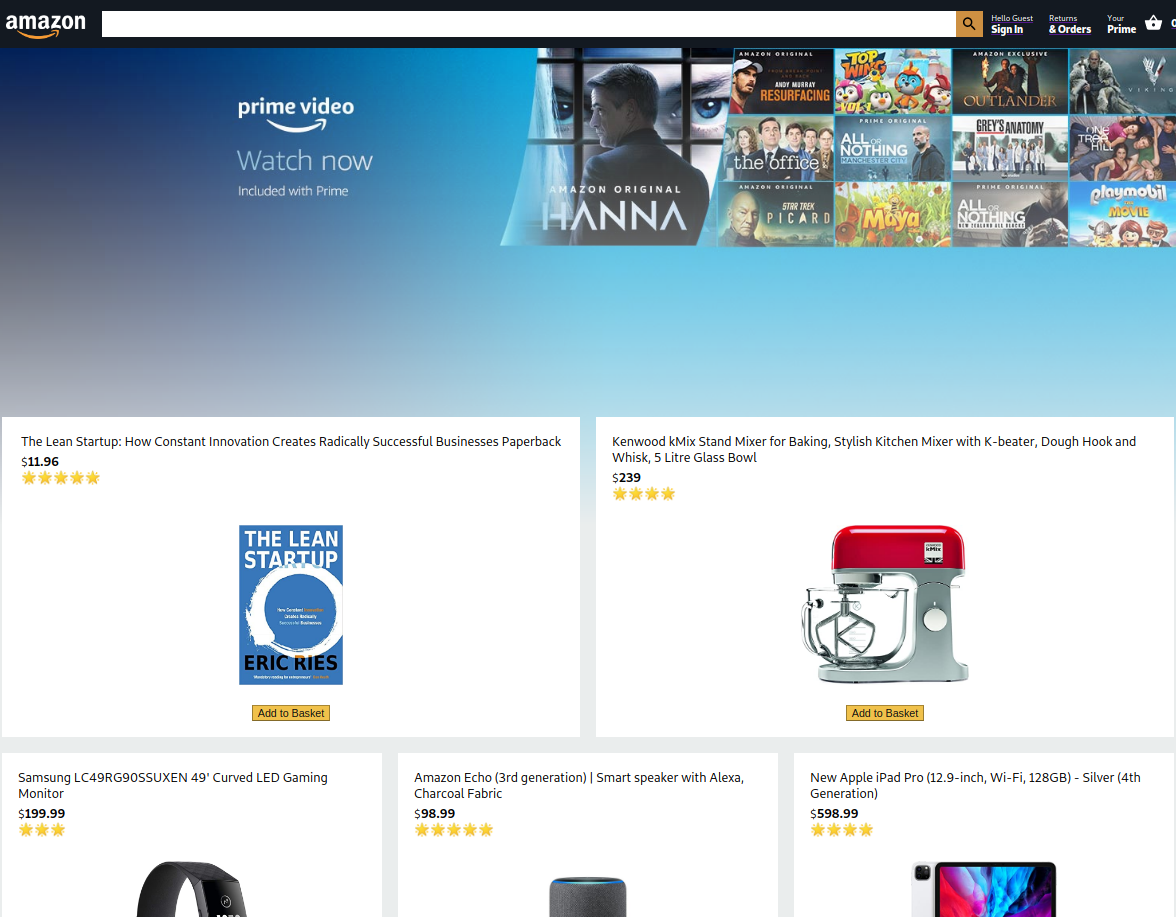 amazon
Hello Guest
Sign In
Returns
& Orders
Your
Prime
0
prime video
Watch now
Included with Prime
AMAZON ORIGINAL
HANNA
AMAZON ORIGINAL
ANDY MURRAY
RESURFACING
TOP WING
VOL. 1
AMAZON EXCLUSIVE
OUTLANDER
VIKING
the office
PRIME ORIGINAL
ALL OR NOTHING
MANCHESTER CITY
GREY'S ANATOMY
ONE TREE HILL
AMAZON ORIGINAL
STAR TREK
PICARD
Maya
PRIME ORIGINAL
ALL OR NOTHING
NEW ZEALAND ALL BLACKS
playmobil
THE MOVIE
The Lean Startup: How Constant Innovation Creates Radically Successful Businesses Paperback
$11.96
THE LEAN
STARTUP
How Constant Innovation
Creates Radically
Successful Businesses
ERIC RIES
Add to Basket
Kenwood kMix Stand Mixer for Baking, Stylish Kitchen Mixer with K-beater, Dough Hook and
Whisk, 5 Litre Glass Bowl
$239
kMix
Add to Basket
Samsung LC49RG90SSUXEN 49' Curved LED Gaming
Monitor
$199.99
Amazon Echo (3rd generation) | Smart speaker with Alexa,
Charcoal Fabric
$98.99
New Apple iPad Pro (12.9-inch, Wi-Fi, 128GB) - Silver (4th
Generation)
$598.99